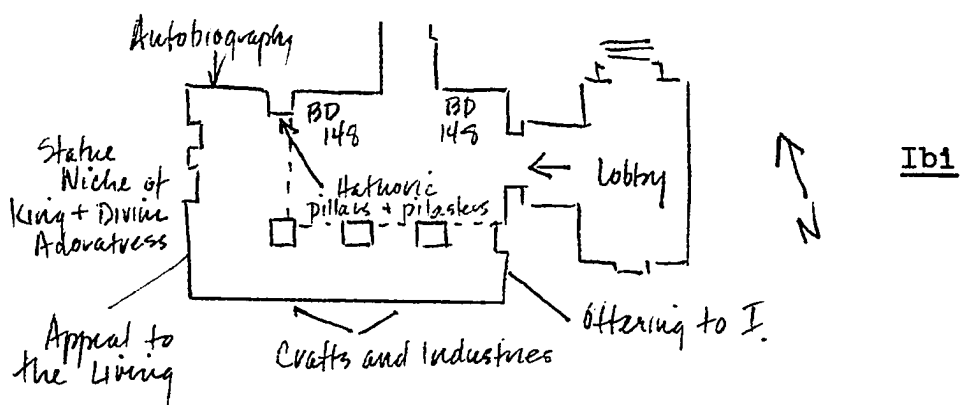 Autobiography
BD
148
BD
148
Statue
Niche of
King + Divine
Adoratress
Hathoric
pillars + pilasters
Lobby
Ibi
N
Appeal to
the Living
Crafts and Industries
Offering to I.